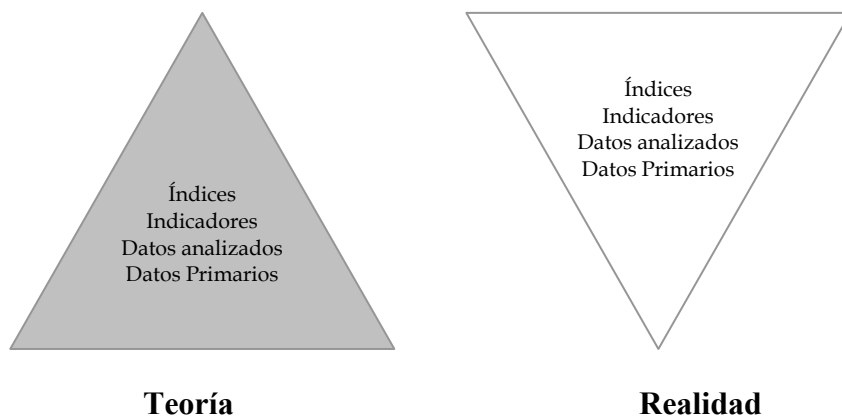 Índices
Indicadores
Datos analizados
Datos Primarios
Teoría
Índices
Indicadores
Datos analizados
Datos Primarios
Realidad